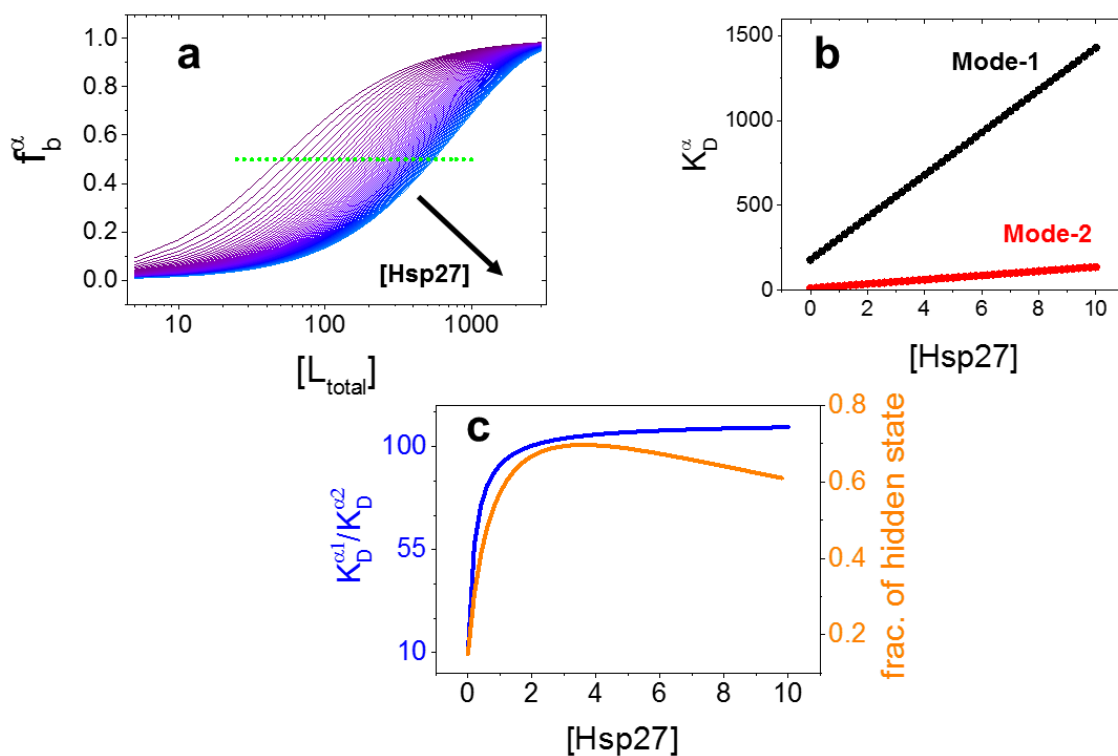 a
1.0
0.8
0.6
0.4
0.2
0.0
f_b^α
[Hsp27]
10 100 1000
[L_total]
b
1500
1000
500
0
K_D^α
Mode-1
Mode-2
0 2 4 6 8 10
[Hsp27]
c
100
55
10
K_D^α1/K_D^α2
0.8
0.6
0.4
0.2
frac. of hidden state
0 2 4 6 8 10
[Hsp27]